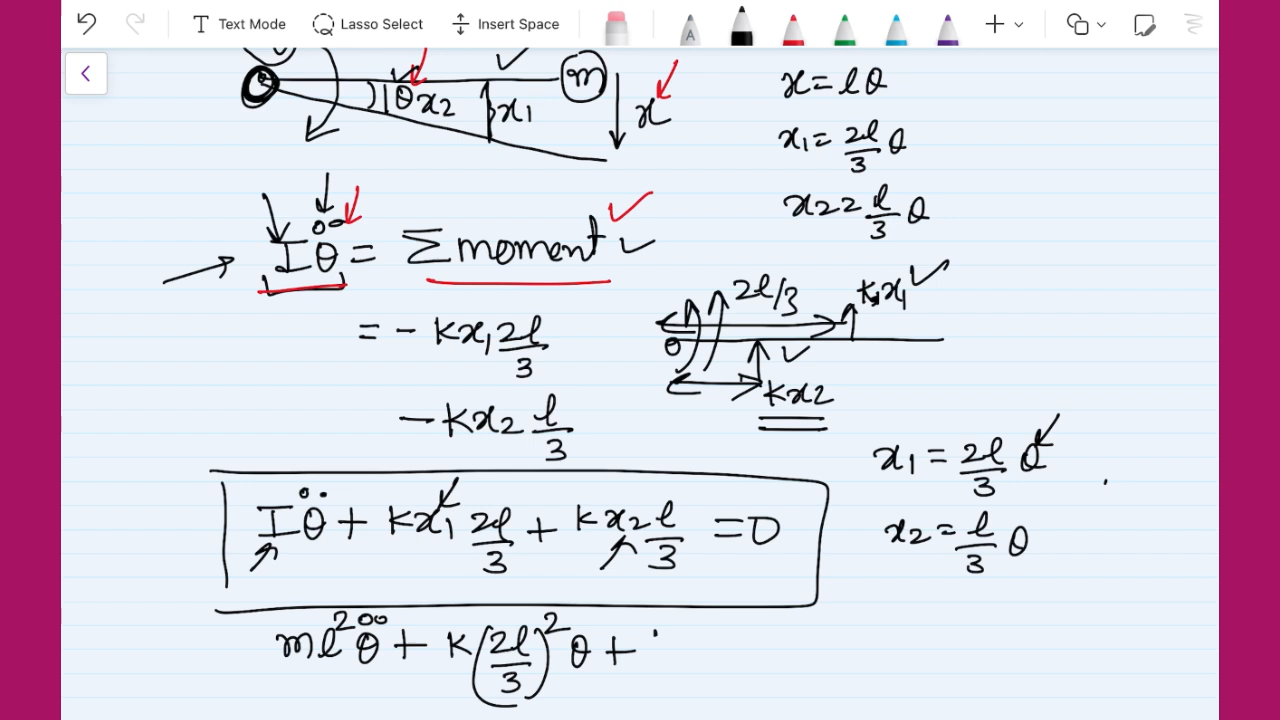 Text Mode Lasso Select Insert Space
A
m
θ x2 x1 x
x = lθ
x1 = 2l/3 θ
x2 = l/3 θ
Iθ̈ = Σ moment
= - kx1 2l/3
- kx2 l/3
2l/3 k1x1
θ
kx2
x1 = 2l/3 θ
x2 = l/3 θ
Iθ̈ + kx1 2l/3 + kx2 l/3 = 0
ml²θ̈ + k(2l/3)²θ +